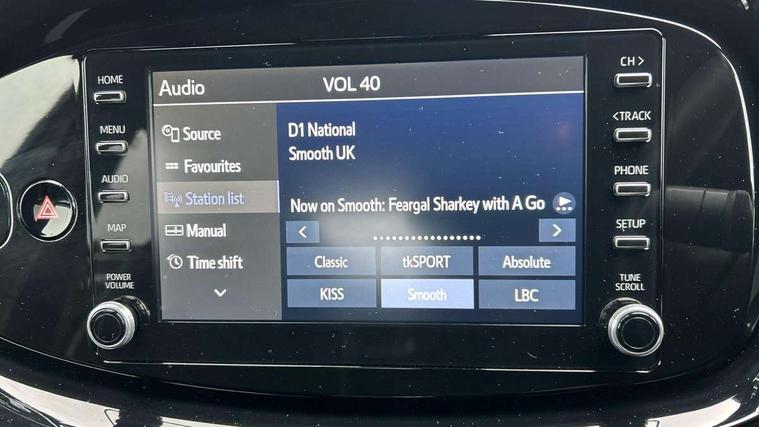 HOME
MENU
AUDIO
MAP
POWER
VOLUME
Audio
VOL 40
Source
Favourites
Station list
Manual
Time shift
D1 National
Smooth UK
Now on Smooth: Feargal Sharkey with A Go
Classic
tkSPORT
Absolute
KISS
Smooth
LBC
CH >
< TRACK
PHONE
SETUP
TUNE
SCROLL